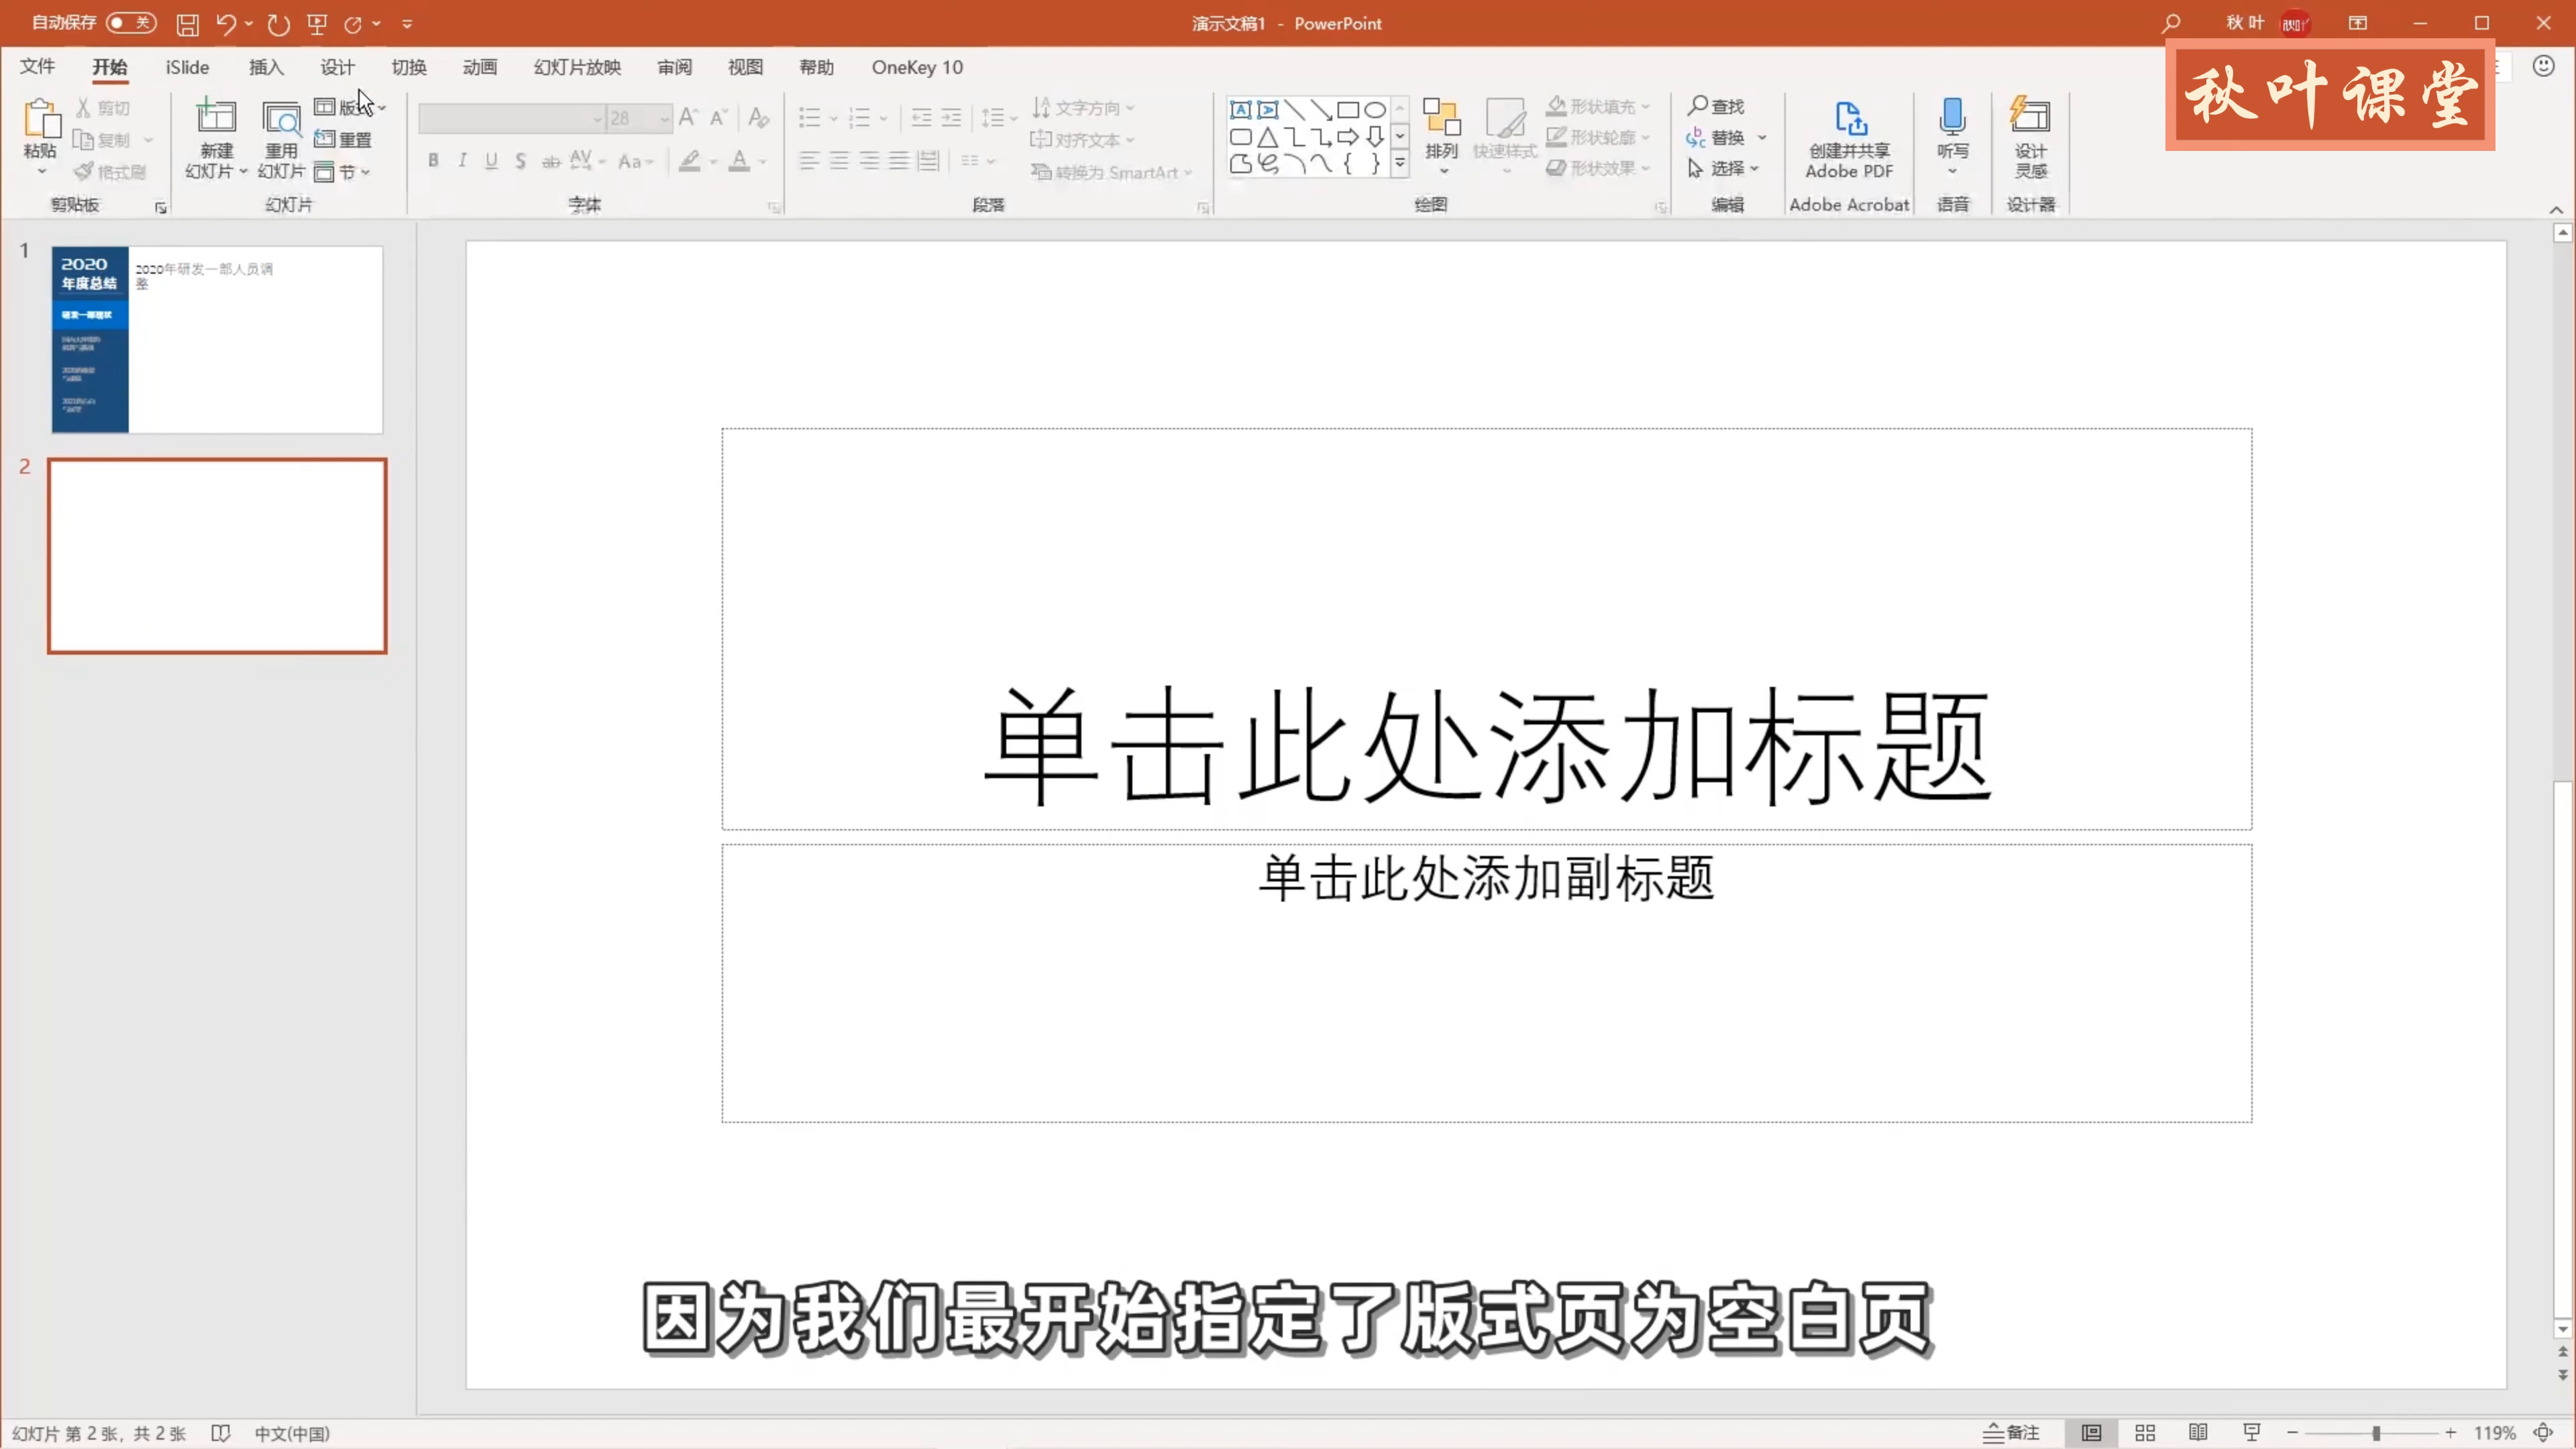 自动保存 关
演示文稿1 - PowerPoint
秋叶
秋叶课堂
文件 开始 iSlide 插入 设计 切换 动画 幻灯片放映 审阅 视图 帮助 OneKey 10
粘贴
剪切
复制
格式刷
剪贴板
新建
幻灯片
重用
幻灯片
重置
节
幻灯片
28
字体
文字方向
对齐文本
转换为 SmartArt
段落
排列
快速样式
形状填充
形状轮廓
形状效果
绘图
查找
替换
选择
编辑
创建并共享
Adobe PDF
Adobe Acrobat
听写
语音
设计
灵感
设计器
1
2020
年度总结
研发一部现状
2020年研发一部人员调
整
2
单击此处添加标题
单击此处添加副标题
因为我们最开始指定了版式页为空白页
幻灯片 第 2 张，共 2 张
中文(中国)
备注
119%